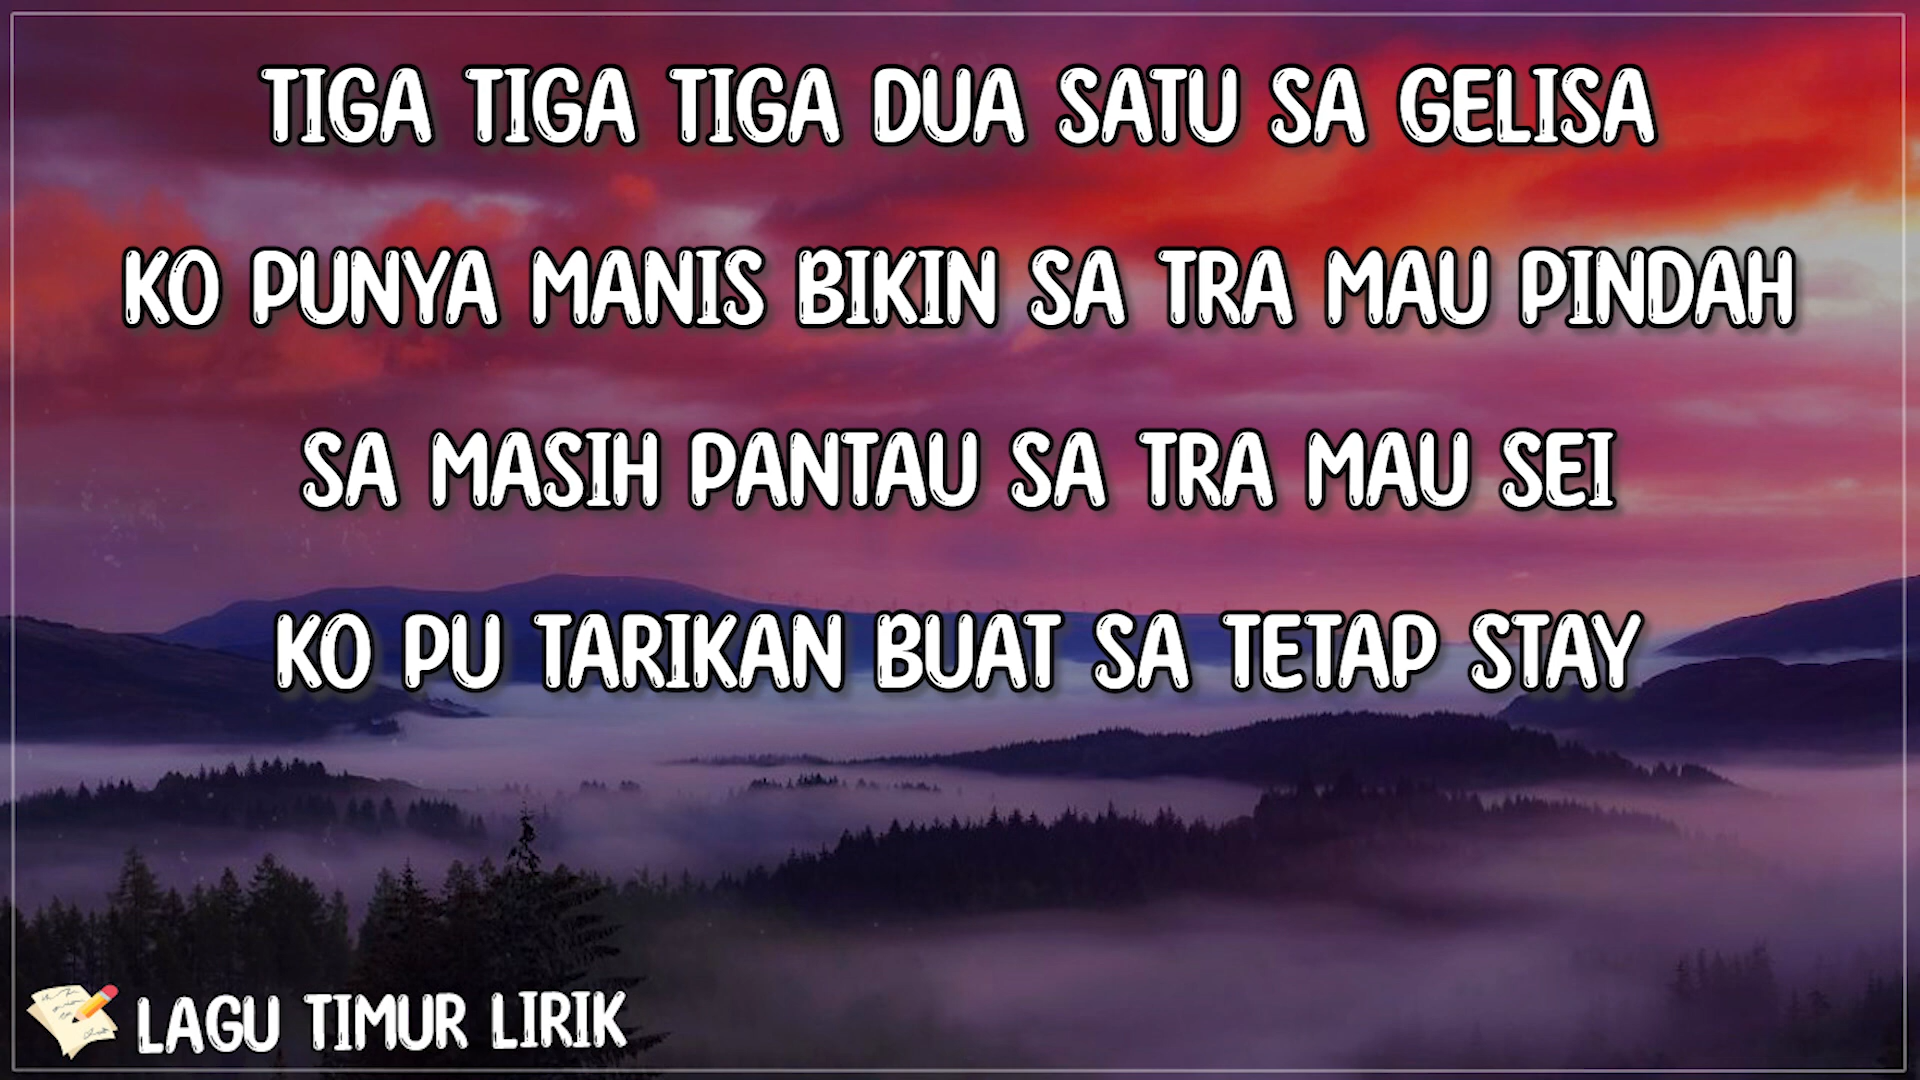 TIGA TIGA TIGA DUA SATU SA GELISA
KO PUNYA MANIS BIKIN SA TRA MAU PINDAH
SA MASIH PANTAU SA TRA MAU SEI
KO PU TARIKAN BUAT SA TETAP STAY
LAGU TIMUR LIRIK